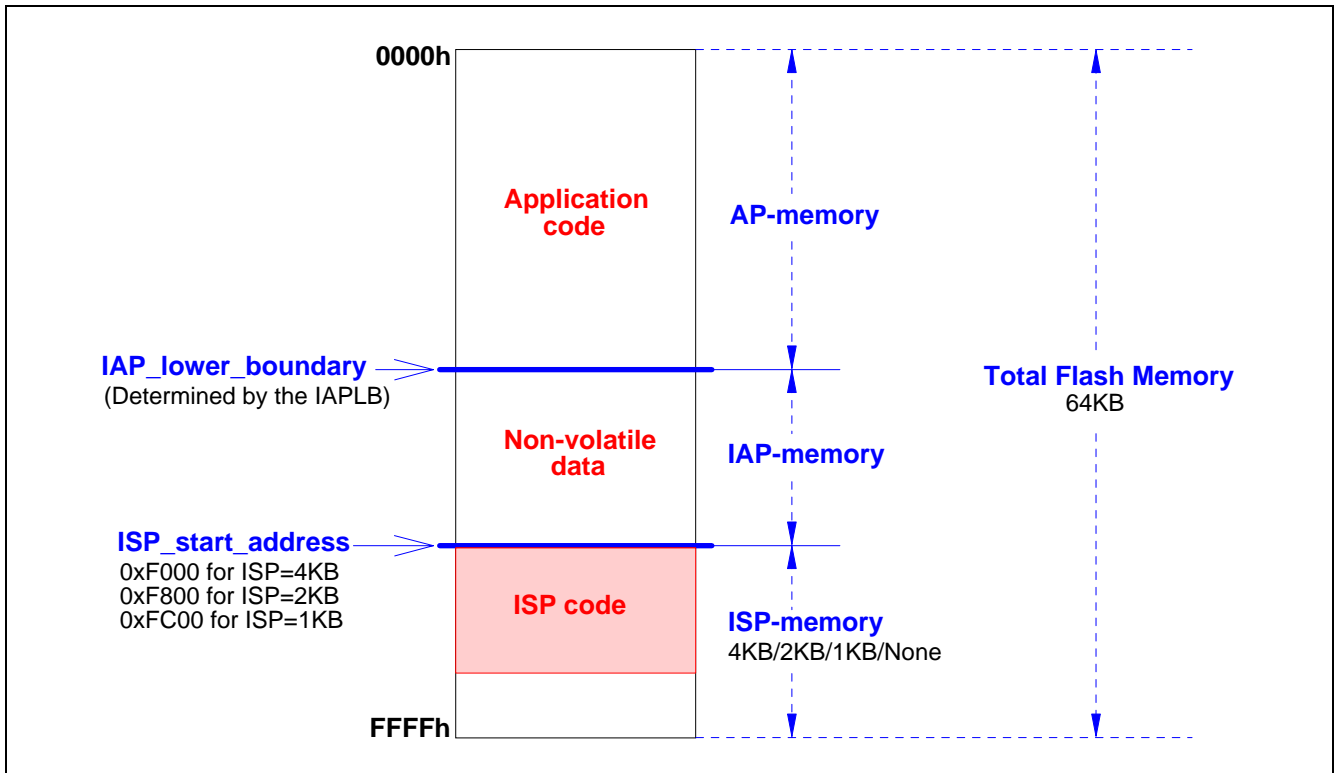 0000h
Application
code
AP-memory
IAP_lower_boundary
(Determined by the IAPLB)
Total Flash Memory
64KB
Non-volatile
data
IAP-memory
ISP_start_address
0xF000 for ISP=4KB
0xF800 for ISP=2KB
0xFC00 for ISP=1KB
ISP code
ISP-memory
4KB/2KB/1KB/None
FFFFh